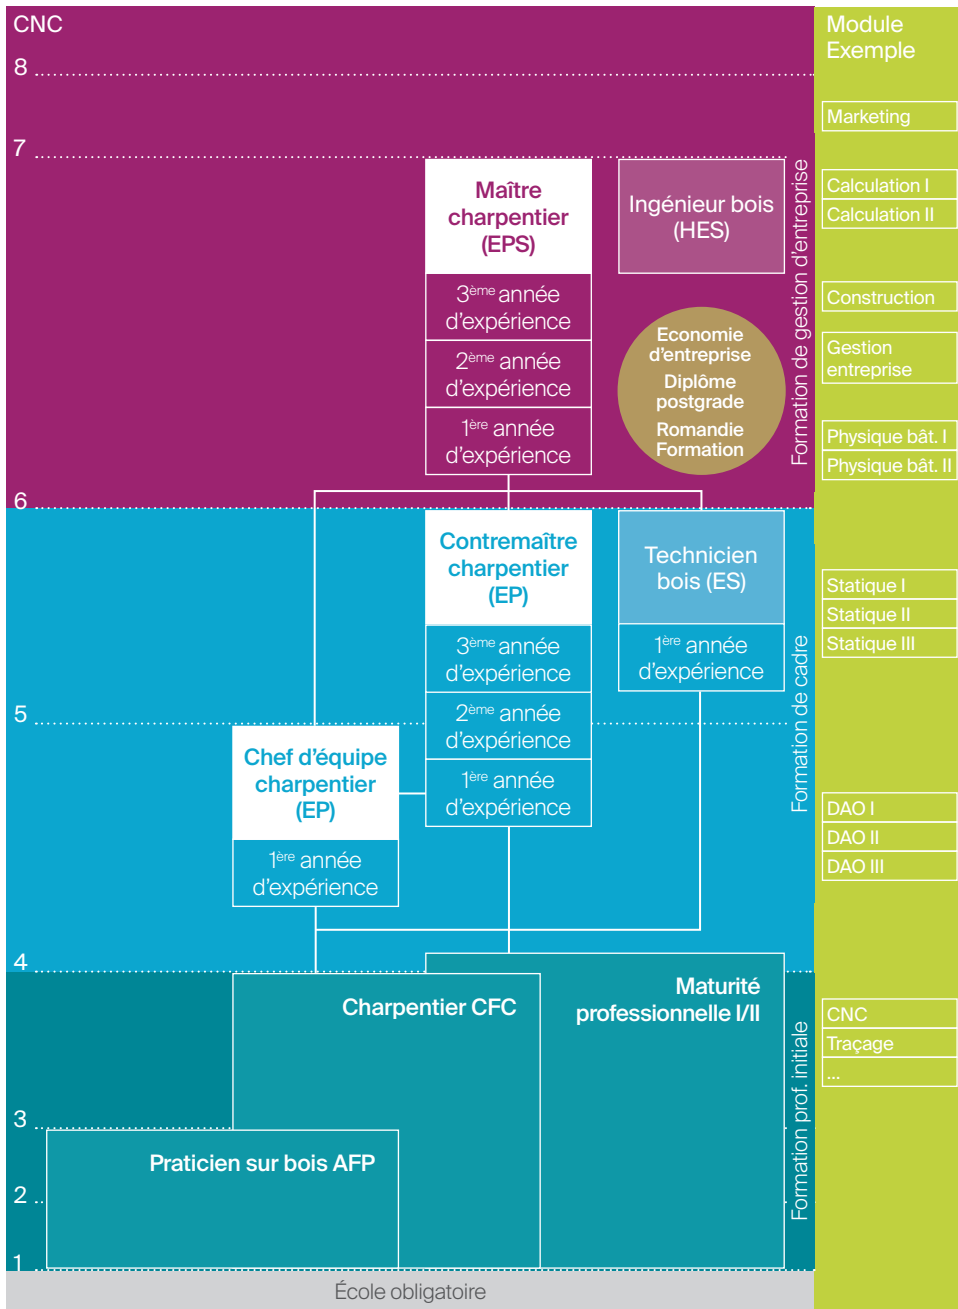 CNC
8
7
Maître
charpentier
(EPS)
3ème année
d'expérience
2ème année
d'expérience
1ère année
d'expérience
Ingénieur bois
(HES)
Economie
d'entreprise
Diplôme
postgrade
Romandie
Formation
Formation de gestion d'entreprise
6
Contremaître
charpentier
(EP)
3ème année
d'expérience
2ème année
d'expérience
1ère année
d'expérience
Technicien
bois (ES)
1ère année
d'expérience
5
Chef d'équipe
charpentier
(EP)
1ère année
d'expérience
Formation de cadre
4
Charpentier CFC
Maturité
professionnelle I/II
3
Praticien sur bois AFP
2
1
Formation prof. initiale
École obligatoire
Module
Exemple
Marketing
Calculation I
Calculation II
Construction
Gestion
entreprise
Physique bât. I
Physique bât. II
Statique I
Statique II
Statique III
DAO I
DAO II
DAO III
CNC
Traçage
...